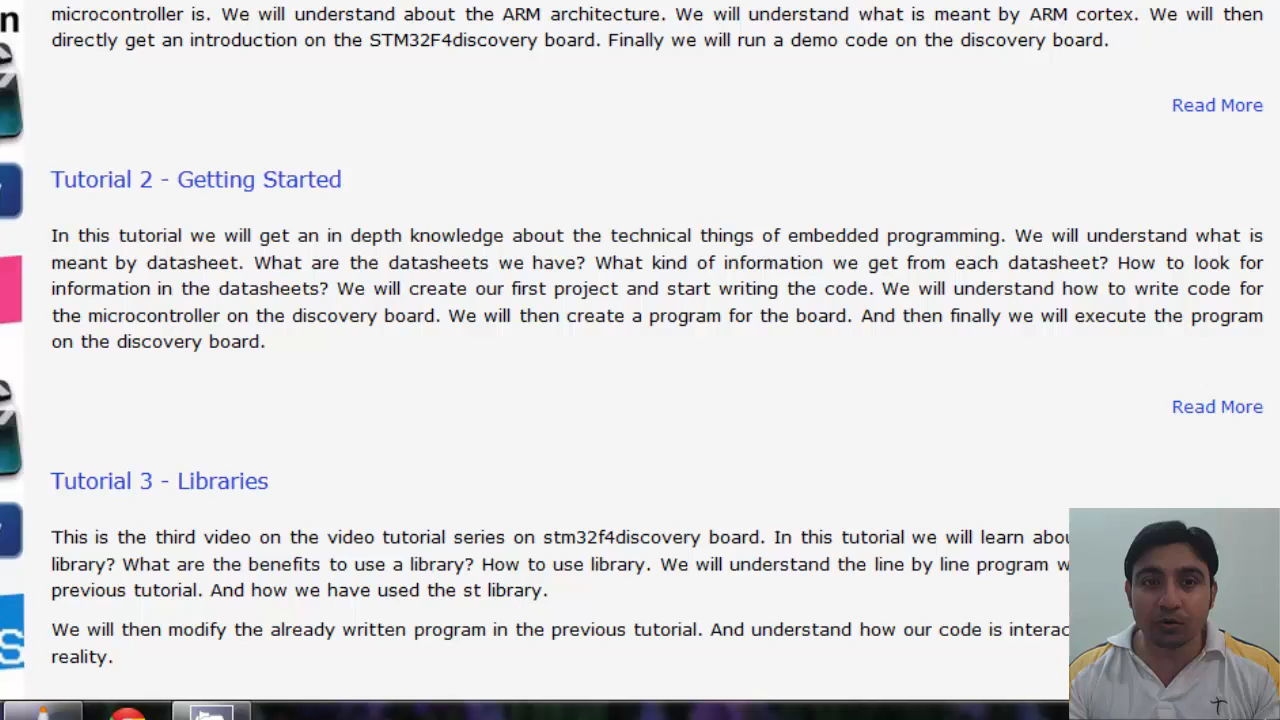 n
microcontroller is. We will understand about the ARM architecture. We will understand what is meant by ARM cortex. We will then
directly get an introduction on the STM32F4discovery board. Finally we will run a demo code on the discovery board.
Read More
Tutorial 2 - Getting Started
In this tutorial we will get an in depth knowledge about the technical things of embedded programming. We will understand what is
meant by datasheet. What are the datasheets we have? What kind of information we get from each datasheet? How to look for
information in the datasheets? We will create our first project and start writing the code. We will understand how to write code for
the microcontroller on the discovery board. We will then create a program for the board. And then finally we will execute the program
on the discovery board.
Read More
Tutorial 3 - Libraries
This is the third video on the video tutorial series on stm32f4discovery board. In this tutorial we will learn abou
library? What are the benefits to use a library? How to use library. We will understand the line by line program w
previous tutorial. And how we have used the st library.
We will then modify the already written program in the previous tutorial. And understand how our code is interac
reality.
S